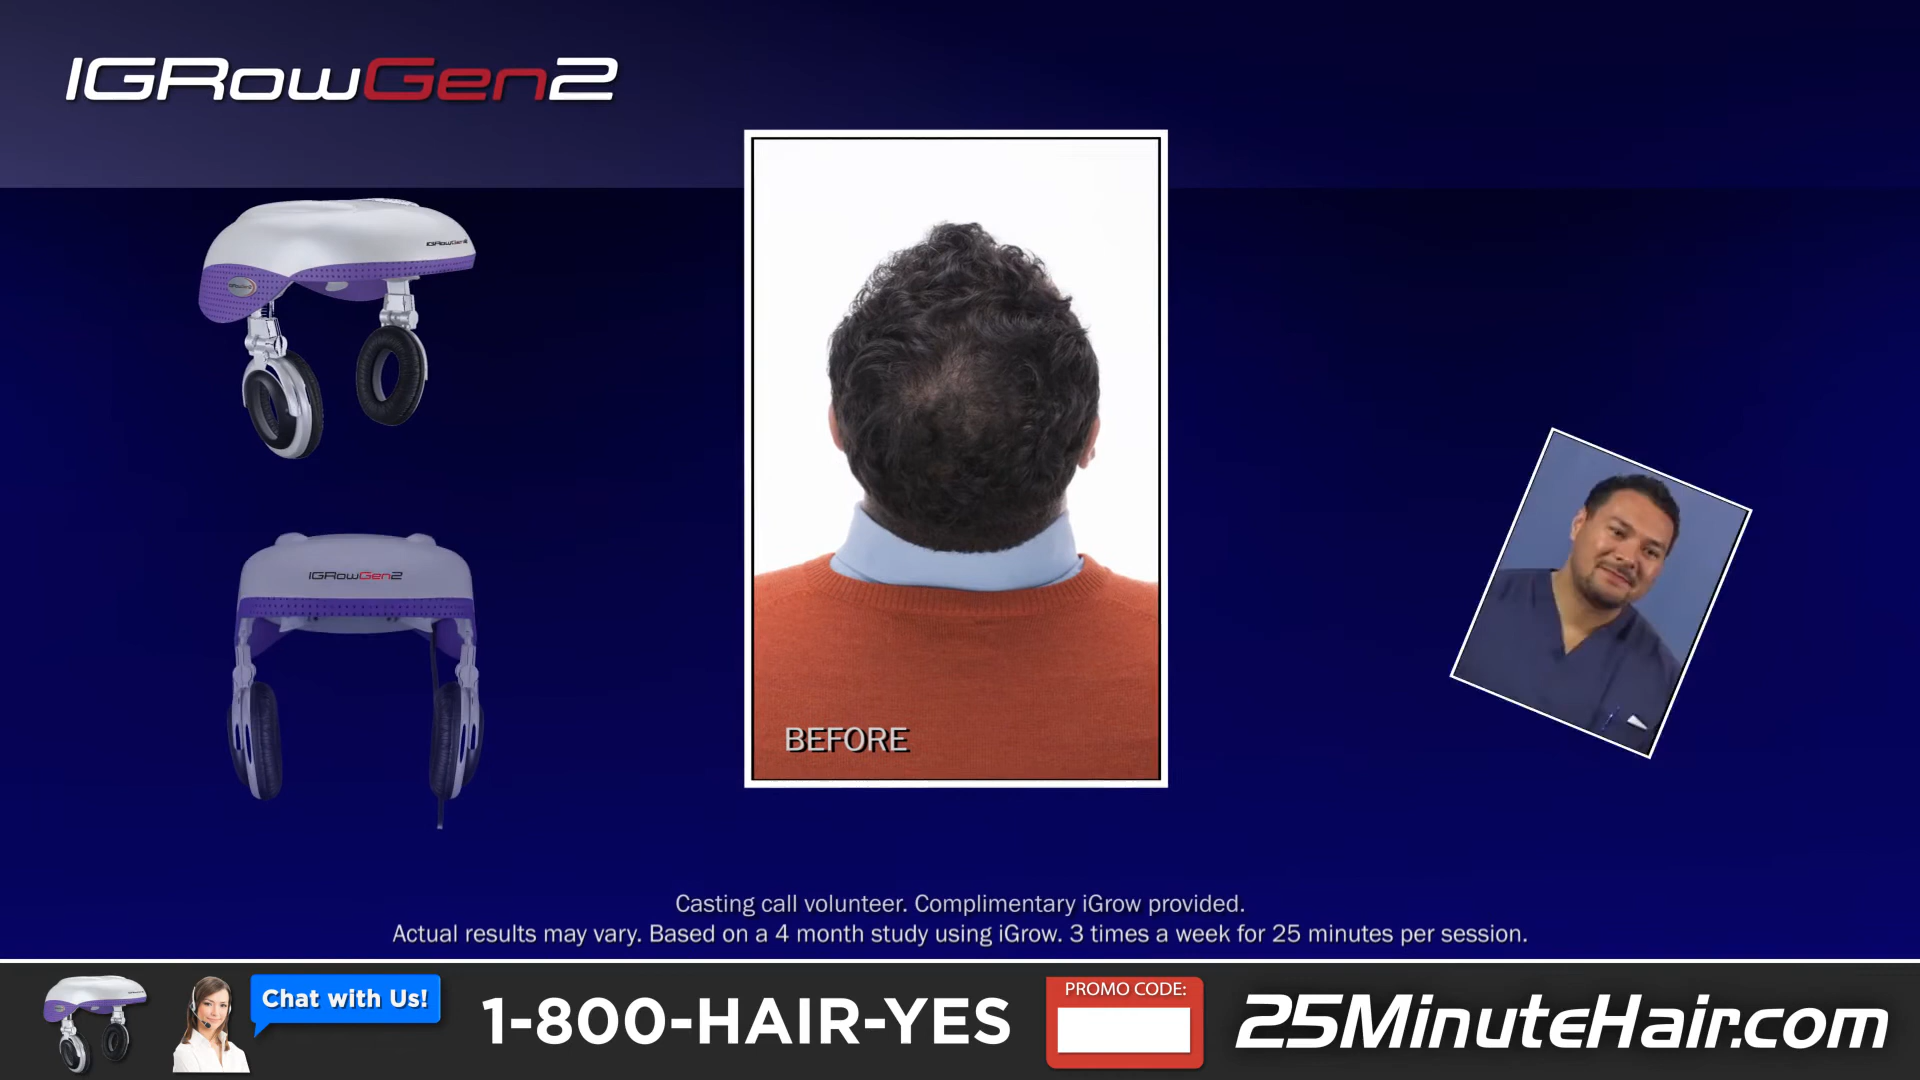 IGRowGen2
IGRowGen2
IGRowGen2
BEFORE
Casting call volunteer. Complimentary iGrow provided.
Actual results may vary. Based on a 4 month study using iGrow. 3 times a week for 25 minutes per session.
Chat with Us!
1-800-HAIR-YES
PROMO CODE:
25MinuteHair.com